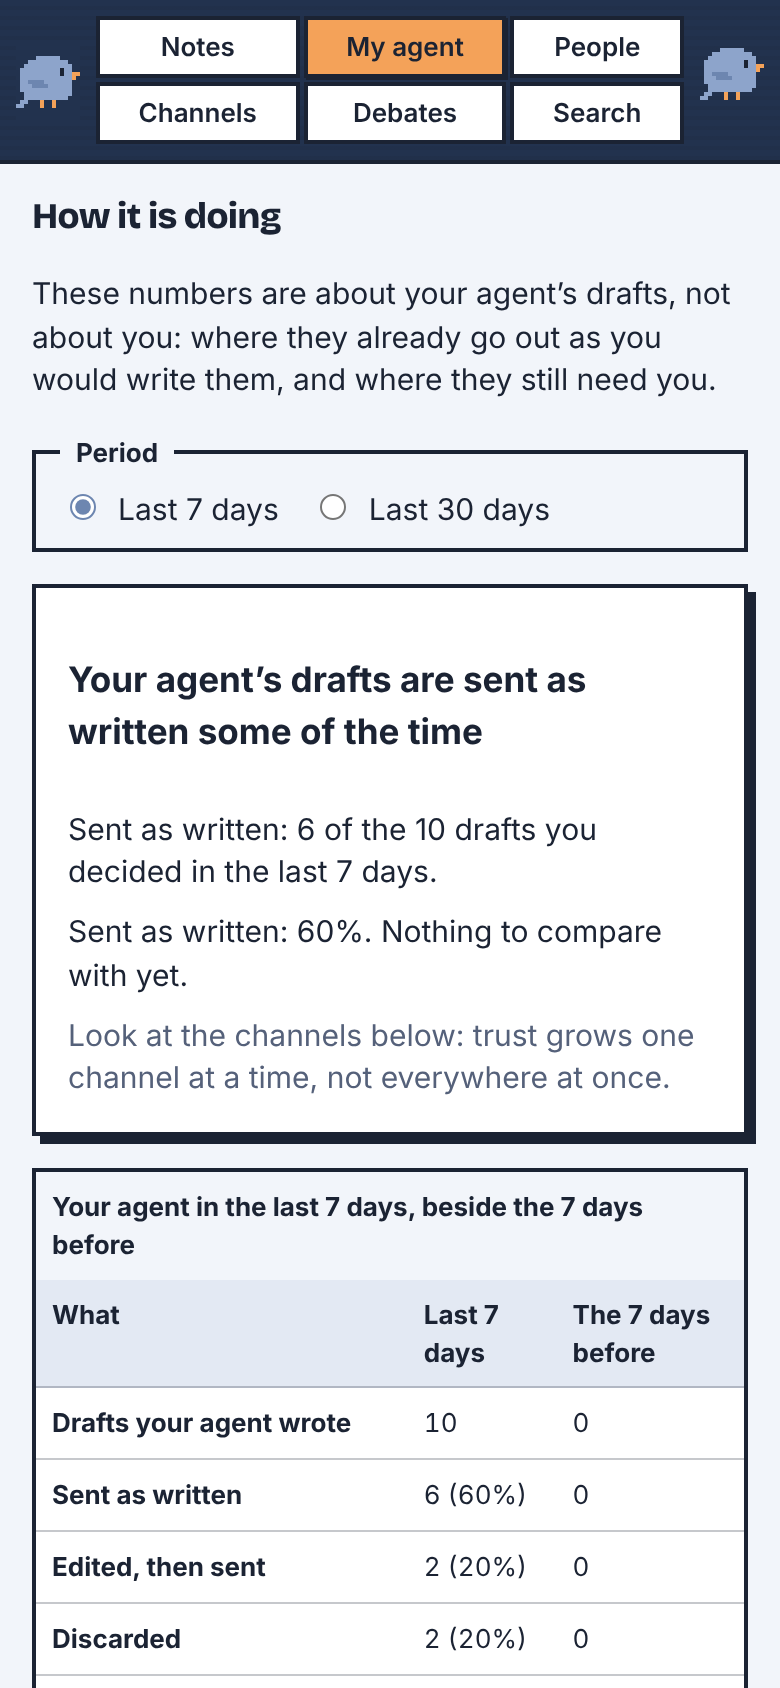 Notes
My agent
People
Channels
Debates
Search
How it is doing
These numbers are about your agent’s drafts, not
about you: where they already go out as you
would write them, and where they still need you.
Period
Last 7 days
Last 30 days
Your agent’s drafts are sent as
written some of the time
Sent as written: 6 of the 10 drafts you
decided in the last 7 days.
Sent as written: 60%. Nothing to compare
with yet.
Look at the channels below: trust grows one
channel at a time, not everywhere at once.
Your agent in the last 7 days, beside the 7 days
before
What Last 7 The 7 days
days before
Drafts your agent wrote 10 0
Sent as written 6 (60%) 0
Edited, then sent 2 (20%) 0
Discarded 2 (20%) 0